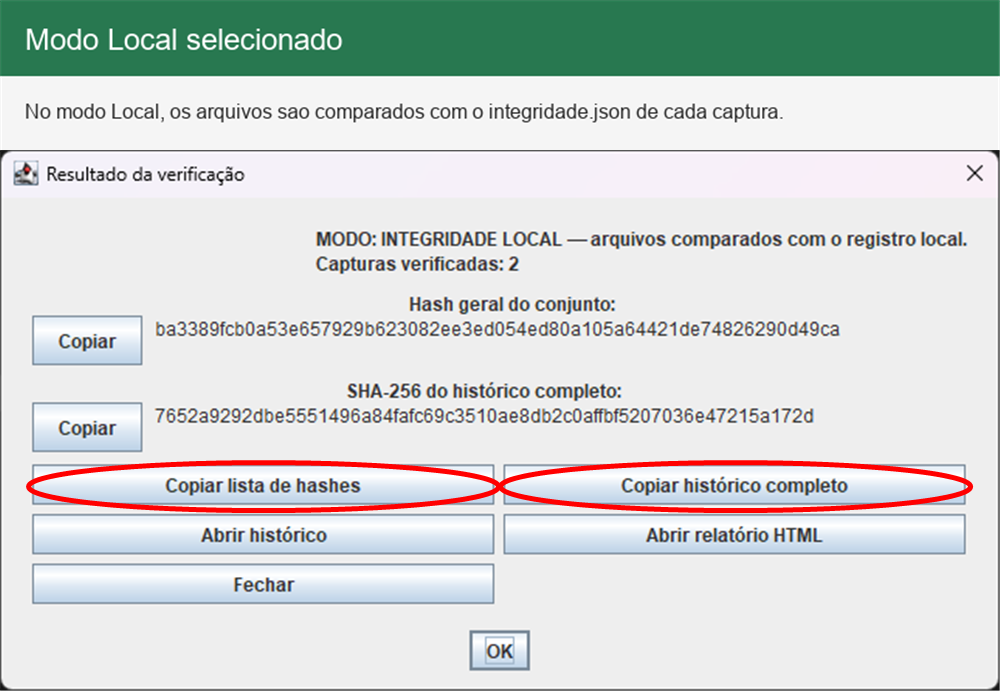 Modo Local selecionado
No modo Local, os arquivos sao comparados com o integridade.json de cada captura.
Resultado da verificação
MODO: INTEGRIDADE LOCAL — arquivos comparados com o registro local.
Capturas verificadas: 2
Hash geral do conjunto:
Copiar
ba3389fcb0a53e657929b623082ee3ed054ed80a105a64421de74826290d49ca
SHA-256 do histórico completo:
Copiar
7652a9292dbe5551496a84fafc69c3510ae8db2c0affbf5207036e47215a172d
Copiar lista de hashes
Copiar histórico completo
Abrir histórico
Abrir relatório HTML
Fechar
OK